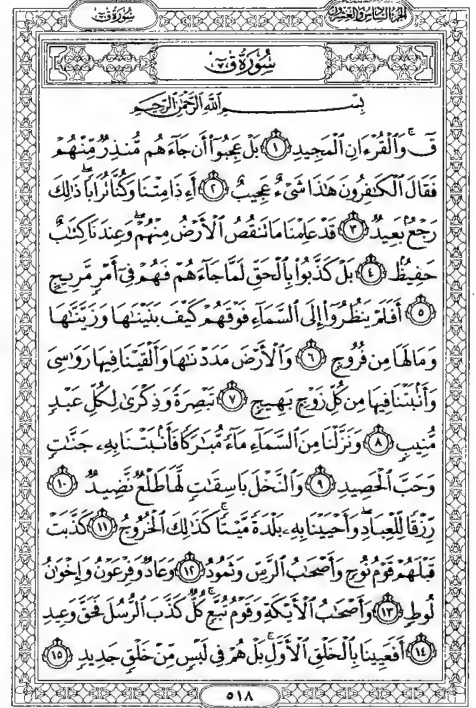 سُورَةُ قٓ
الجزء السادس والعشرون
سُورَةُ قٓ
بِسْمِ ٱللَّهِ ٱلرَّحْمَٰنِ ٱلرَّحِيمِ
قٓ ۚ وَٱلْقُرْءَانِ ٱلْمَجِيدِ ١ بَلْ عَجِبُوٓا۟ أَن جَآءَهُم مُّنذِرٌ مِّنْهُمْ
فَقَالَ ٱلْكَٰفِرُونَ هَٰذَا شَىْءٌ عَجِيبٌ ٢ أَءِذَا مِتْنَا وَكُنَّا تُرَابًا ۖ ذَٰلِكَ
رَجْعٌۢ بَعِيدٌ ٣ قَدْ عَلِمْنَا مَا تَنقُصُ ٱلْأَرْضُ مِنْهُمْ ۖ وَعِندَنَا كِتَٰبٌ
حَفِيظٌۢ ٤ بَلْ كَذَّبُوا۟ بِٱلْحَقِّ لَمَّا جَآءَهُمْ فَهُمْ فِىٓ أَمْرٍ مَّرِيجٍ
٥ أَفَلَمْ يَنظُرُوٓا۟ إِلَى ٱلسَّمَآءِ فَوْقَهُمْ كَيْفَ بَنَيْنَٰهَا وَزَيَّنَّٰهَا
وَمَا لَهَا مِن فُرُوجٍ ٦ وَٱلْأَرْضَ مَدَدْنَٰهَا وَأَلْقَيْنَا فِيهَا رَوَٰسِىَ
وَأَنۢبَتْنَا فِيهَا مِن كُلِّ زَوْجٍۭ بَهِيجٍ ٧ تَبْصِرَةً وَذِكْرَىٰ لِكُلِّ عَبْدٍ
مُّنِيبٍ ٨ وَنَزَّلْنَا مِنَ ٱلسَّمَآءِ مَآءً مُّبَٰرَكًا فَأَنۢبَتْنَا بِهِۦ جَنَّٰتٍ
وَحَبَّ ٱلْحَصِيدِ ٩ وَٱلنَّخْلَ بَاسِقَٰتٍ لَّهَا طَلْعٌ نَّضِيدٌ ١٠
رِّزْقًا لِّلْعِبَادِ ۖ وَأَحْيَيْنَا بِهِۦ بَلْدَةً مَّيْتًا ۚ كَذَٰلِكَ ٱلْخُرُوجُ ١١ كَذَّبَتْ
قَبْلَهُمْ قَوْمُ نُوحٍ وَأَصْحَٰبُ ٱلرَّسِّ وَثَمُودُ ١٢ وَعَادٌ وَفِرْعَوْنُ وَإِخْوَٰنُ
لُوطٍ ١٣ وَأَصْحَٰبُ ٱلْأَيْكَةِ وَقَوْمُ تُبَّعٍ ۚ كُلٌّ كَذَّبَ ٱلرُّسُلَ فَحَقَّ وَعِيدِ
١٤ أَفَعَيِينَا بِٱلْخَلْقِ ٱلْأَوَّلِ ۚ بَلْ هُمْ فِى لَبْسٍ مِّنْ خَلْقٍ جَدِيدٍ ١٥
٥١٨